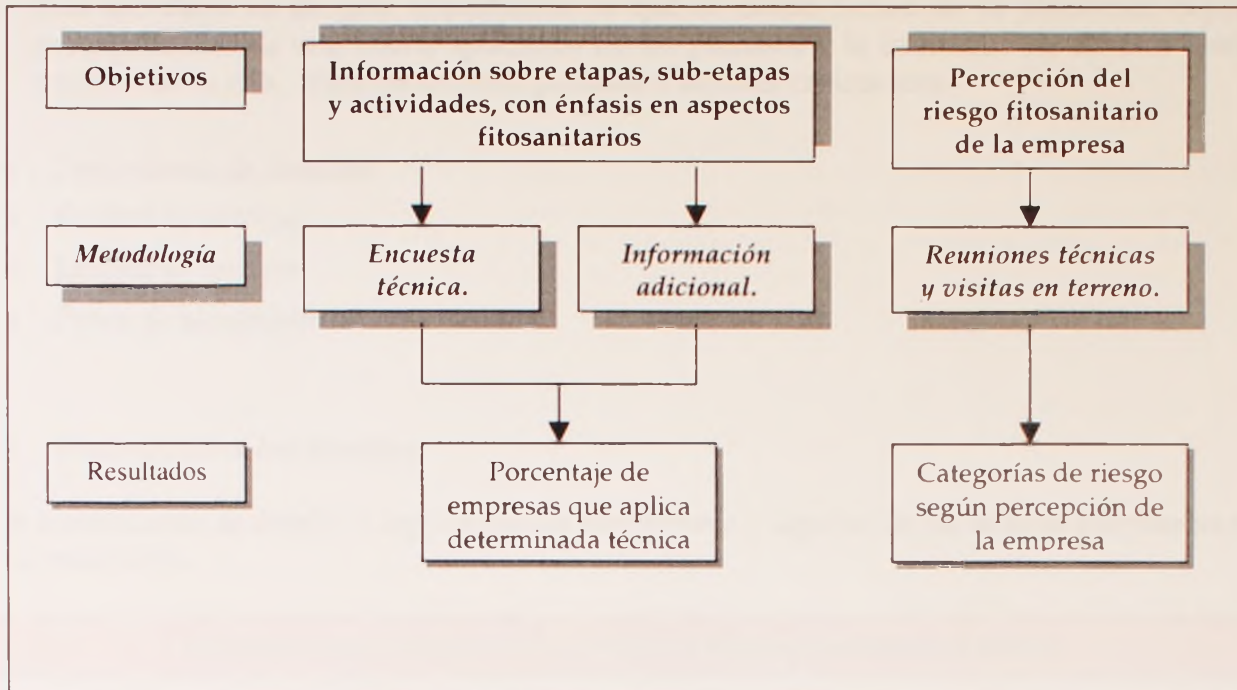 Objetivos
Información sobre etapas, sub-etapas
y actividades, con énfasis en aspectos
fitosanitarios
Percepción del
riesgo fitosanitario
de la empresa
Metodología
Encuesta
técnica.
Información
adicional.
Reuniones técnicas
y visitas en terreno.
Resultados
Porcentaje de
empresas que aplica
determinada técnica
Categorías de riesgo
según percepción de
la empresa